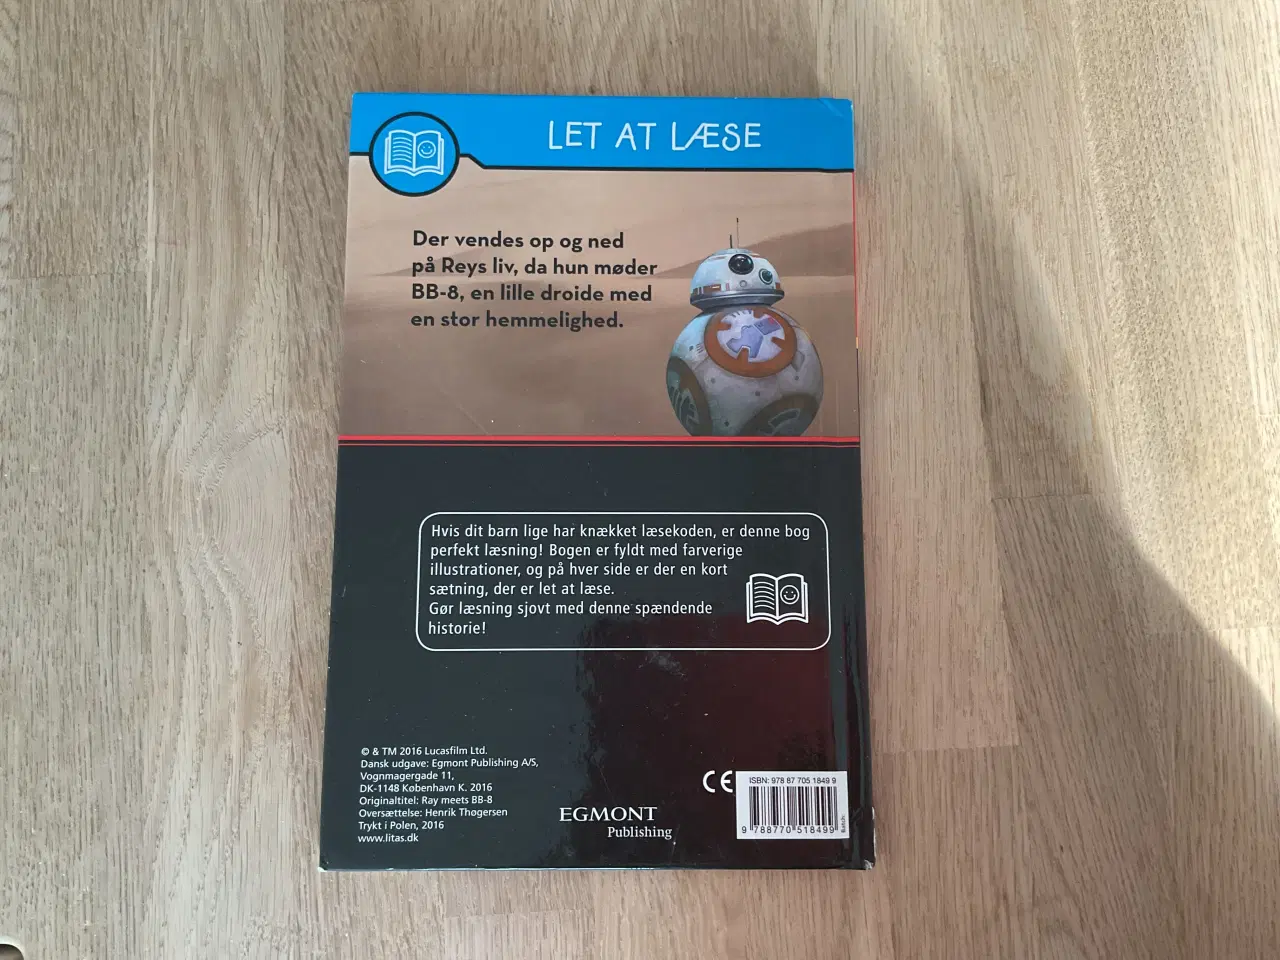 LET AT LÆSE
Der vendes op og ned
på Reys liv, da hun møder
BB-8, en lille droide med
en stor hemmelighed.
Hvis dit barn lige har knækket læsekoden, er denne bog
perfekt læsning! Bogen er fyldt med farverige
illustrationer, og på hver side er der en kort
sætning, der er let at læse.
Gør læsning sjovt med denne spændende
historie!
© & TM 2016 Lucasfilm Ltd.
Dansk udgave: Egmont Publishing A/S,
Vognmagergade 11,
DK-1148 København K. 2016
Originaltitel: Ray meets BB-8
Oversættelse: Henrik Thøgersen
Trykt i Polen, 2016
www.litas.dk
EGMONT
Publishing
CE
ISBN: 978 87 705 1849 9
9 788770 518499
Batch: